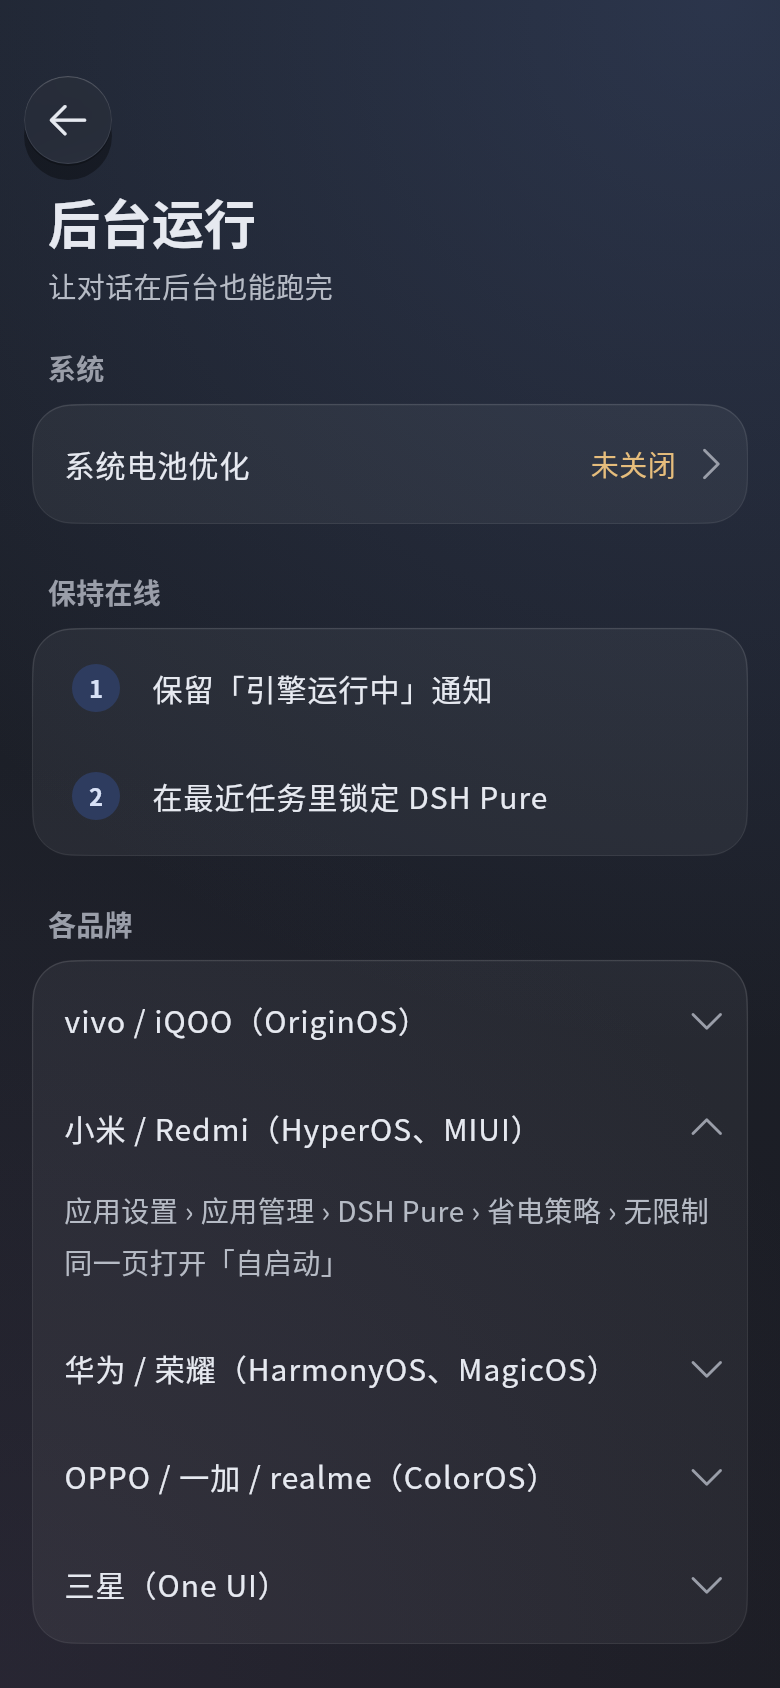 后台运行
让对话在后台也能跑完
系统
系统电池优化 未关闭
保持在线
1 保留「引擎运行中」通知
2 在最近任务里锁定 DSH Pure
各品牌
vivo / iQOO（OriginOS）
小米 / Redmi（HyperOS、MIUI）
应用设置 › 应用管理 › DSH Pure › 省电策略 › 无限制
同一页打开「自启动」
华为 / 荣耀（HarmonyOS、MagicOS）
OPPO / 一加 / realme（ColorOS）
三星（One UI）